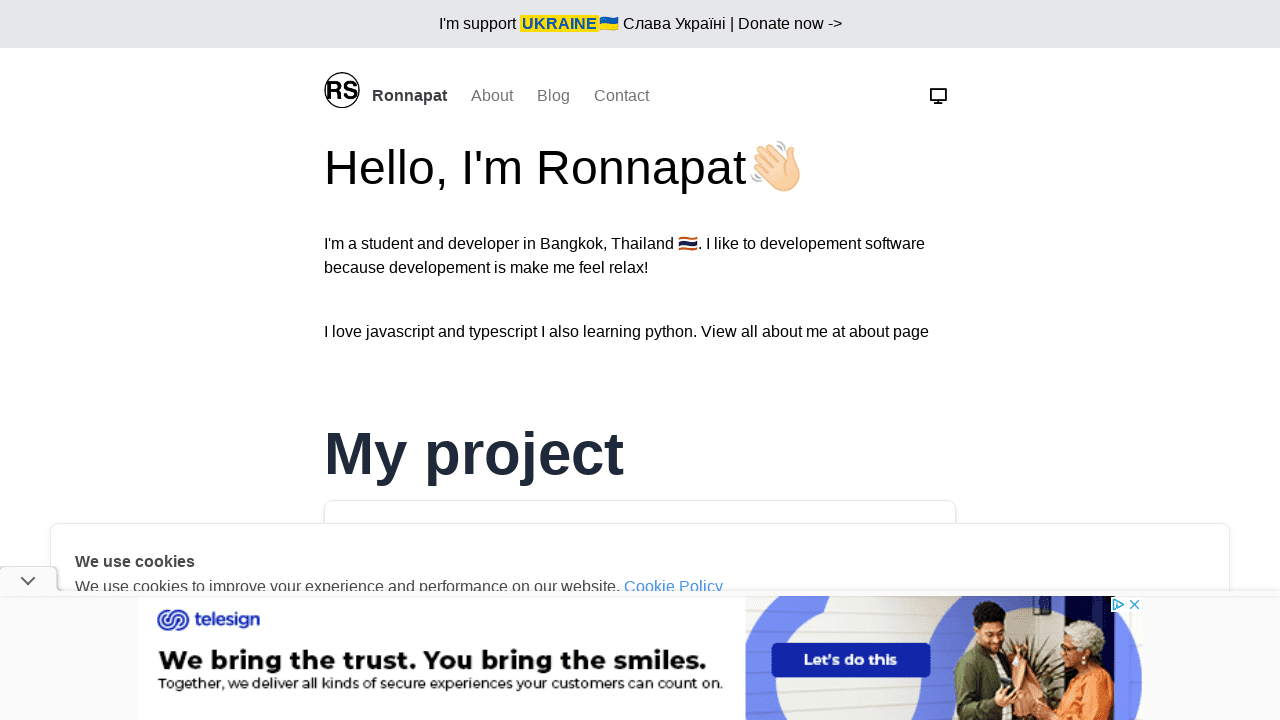 I'm support UKRAINE🇺🇦 Слава Україні | Donate now ->
RS
Ronnapat About Blog Contact
Hello, I'm Ronnapat👋🏻
I'm a student and developer in Bangkok, Thailand 🇹🇭. I like to developement software
because developement is make me feel relax!
I love javascript and typescript I also learning python. View all about me at about page
My project
We use cookies
We use cookies to improve your experience and performance on our website. Cookie Policy
telesign
We bring the trust. You bring the smiles.
Together, we deliver all kinds of secure experiences your customers can count on.
Let's do this